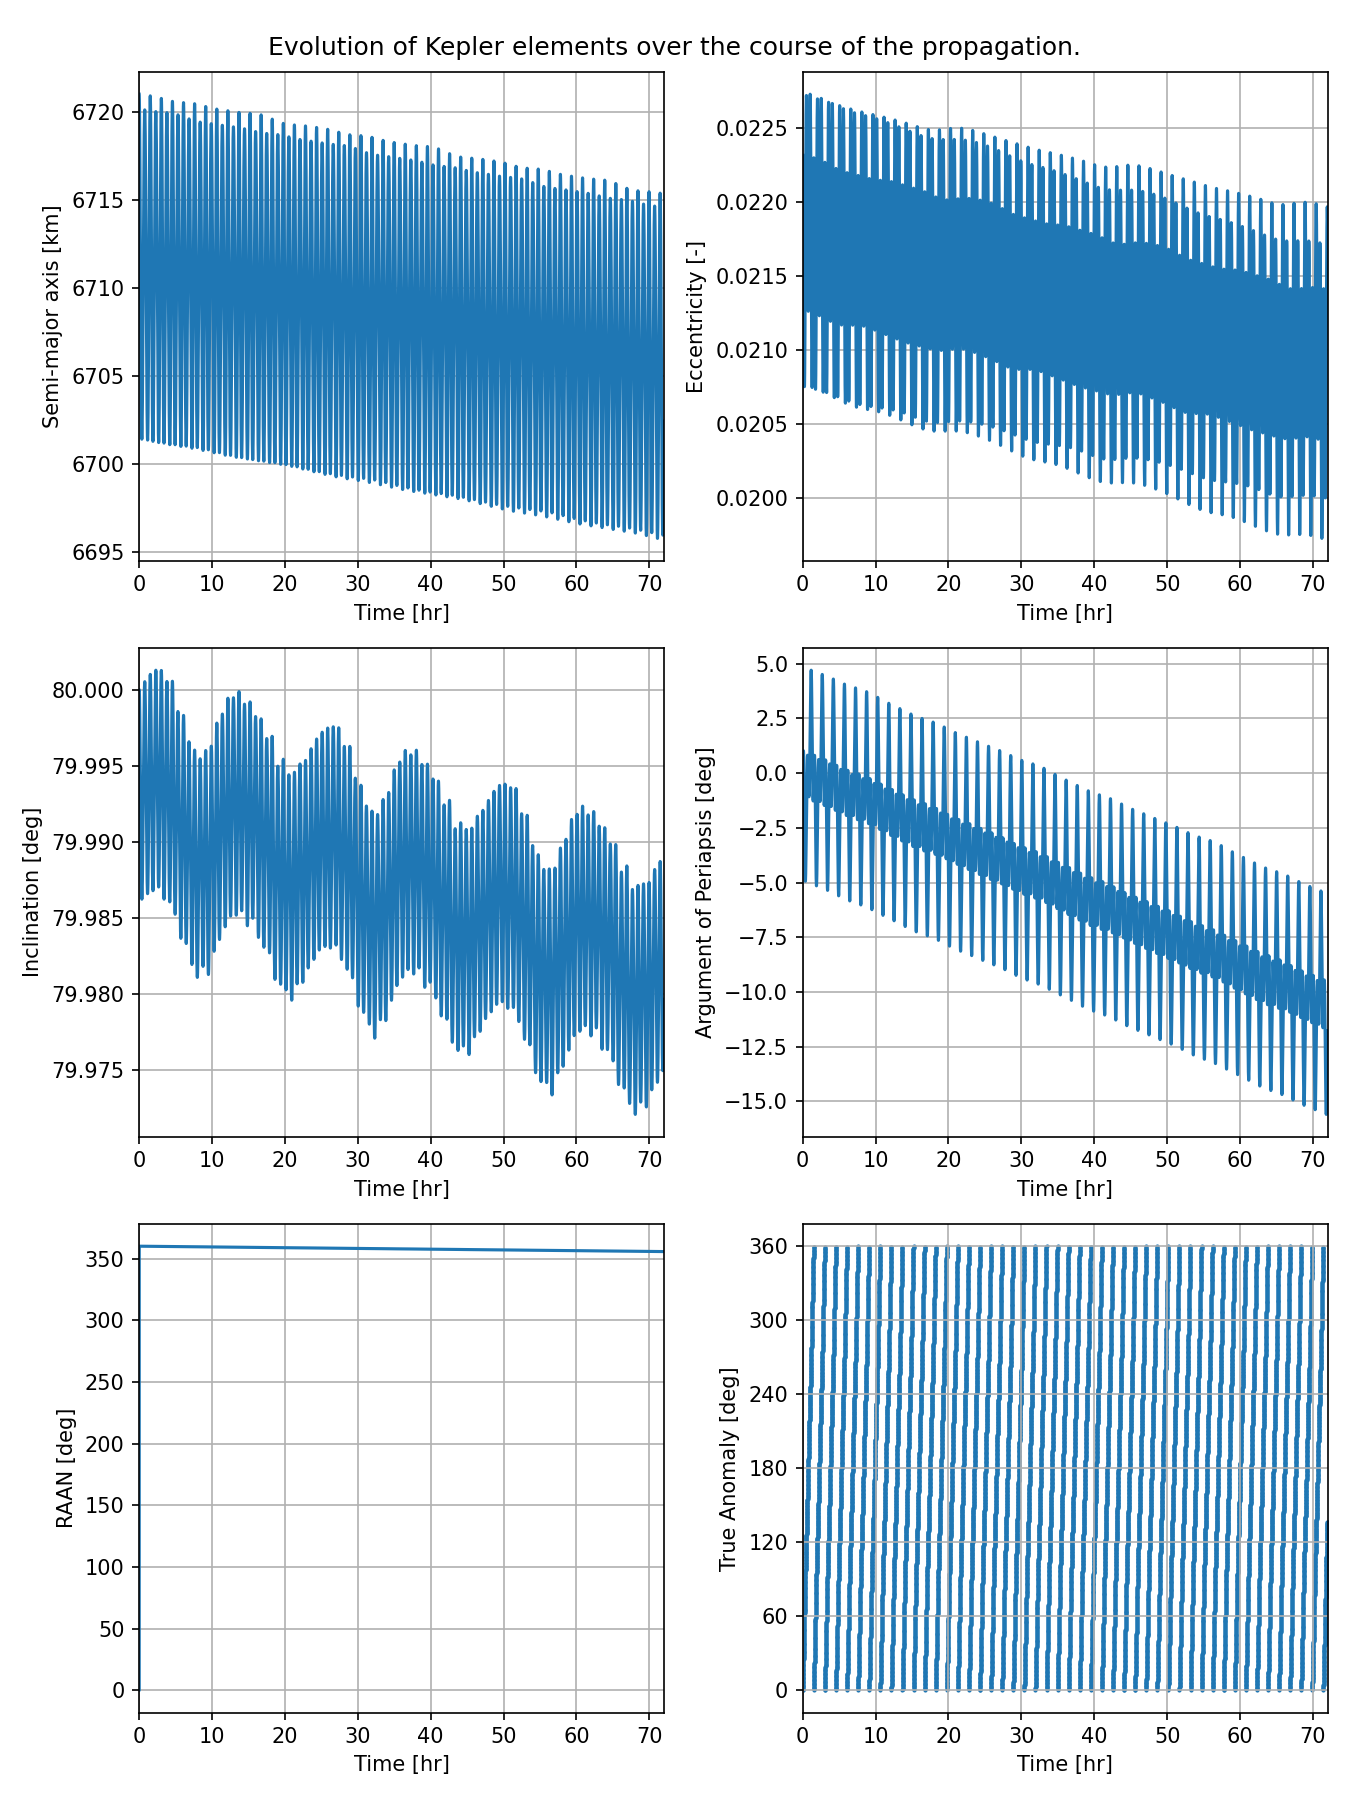 Evolution of Kepler elements over the course of the propagation.
6720
6715
6710
6705
6700
6695
Semi-major axis [km]
0 10 20 30 40 50 60 70
Time [hr]
0.0225
0.0220
0.0215
0.0210
0.0205
0.0200
Eccentricity [-]
0 10 20 30 40 50 60 70
Time [hr]
80.000
79.995
79.990
79.985
79.980
79.975
Inclination [deg]
0 10 20 30 40 50 60 70
Time [hr]
5.0
2.5
0.0
−2.5
−5.0
−7.5
−10.0
−12.5
−15.0
Argument of Periapsis [deg]
0 10 20 30 40 50 60 70
Time [hr]
350
300
250
200
150
100
50
0
RAAN [deg]
0 10 20 30 40 50 60 70
Time [hr]
360
300
240
180
120
60
0
True Anomaly [deg]
0 10 20 30 40 50 60 70
Time [hr]